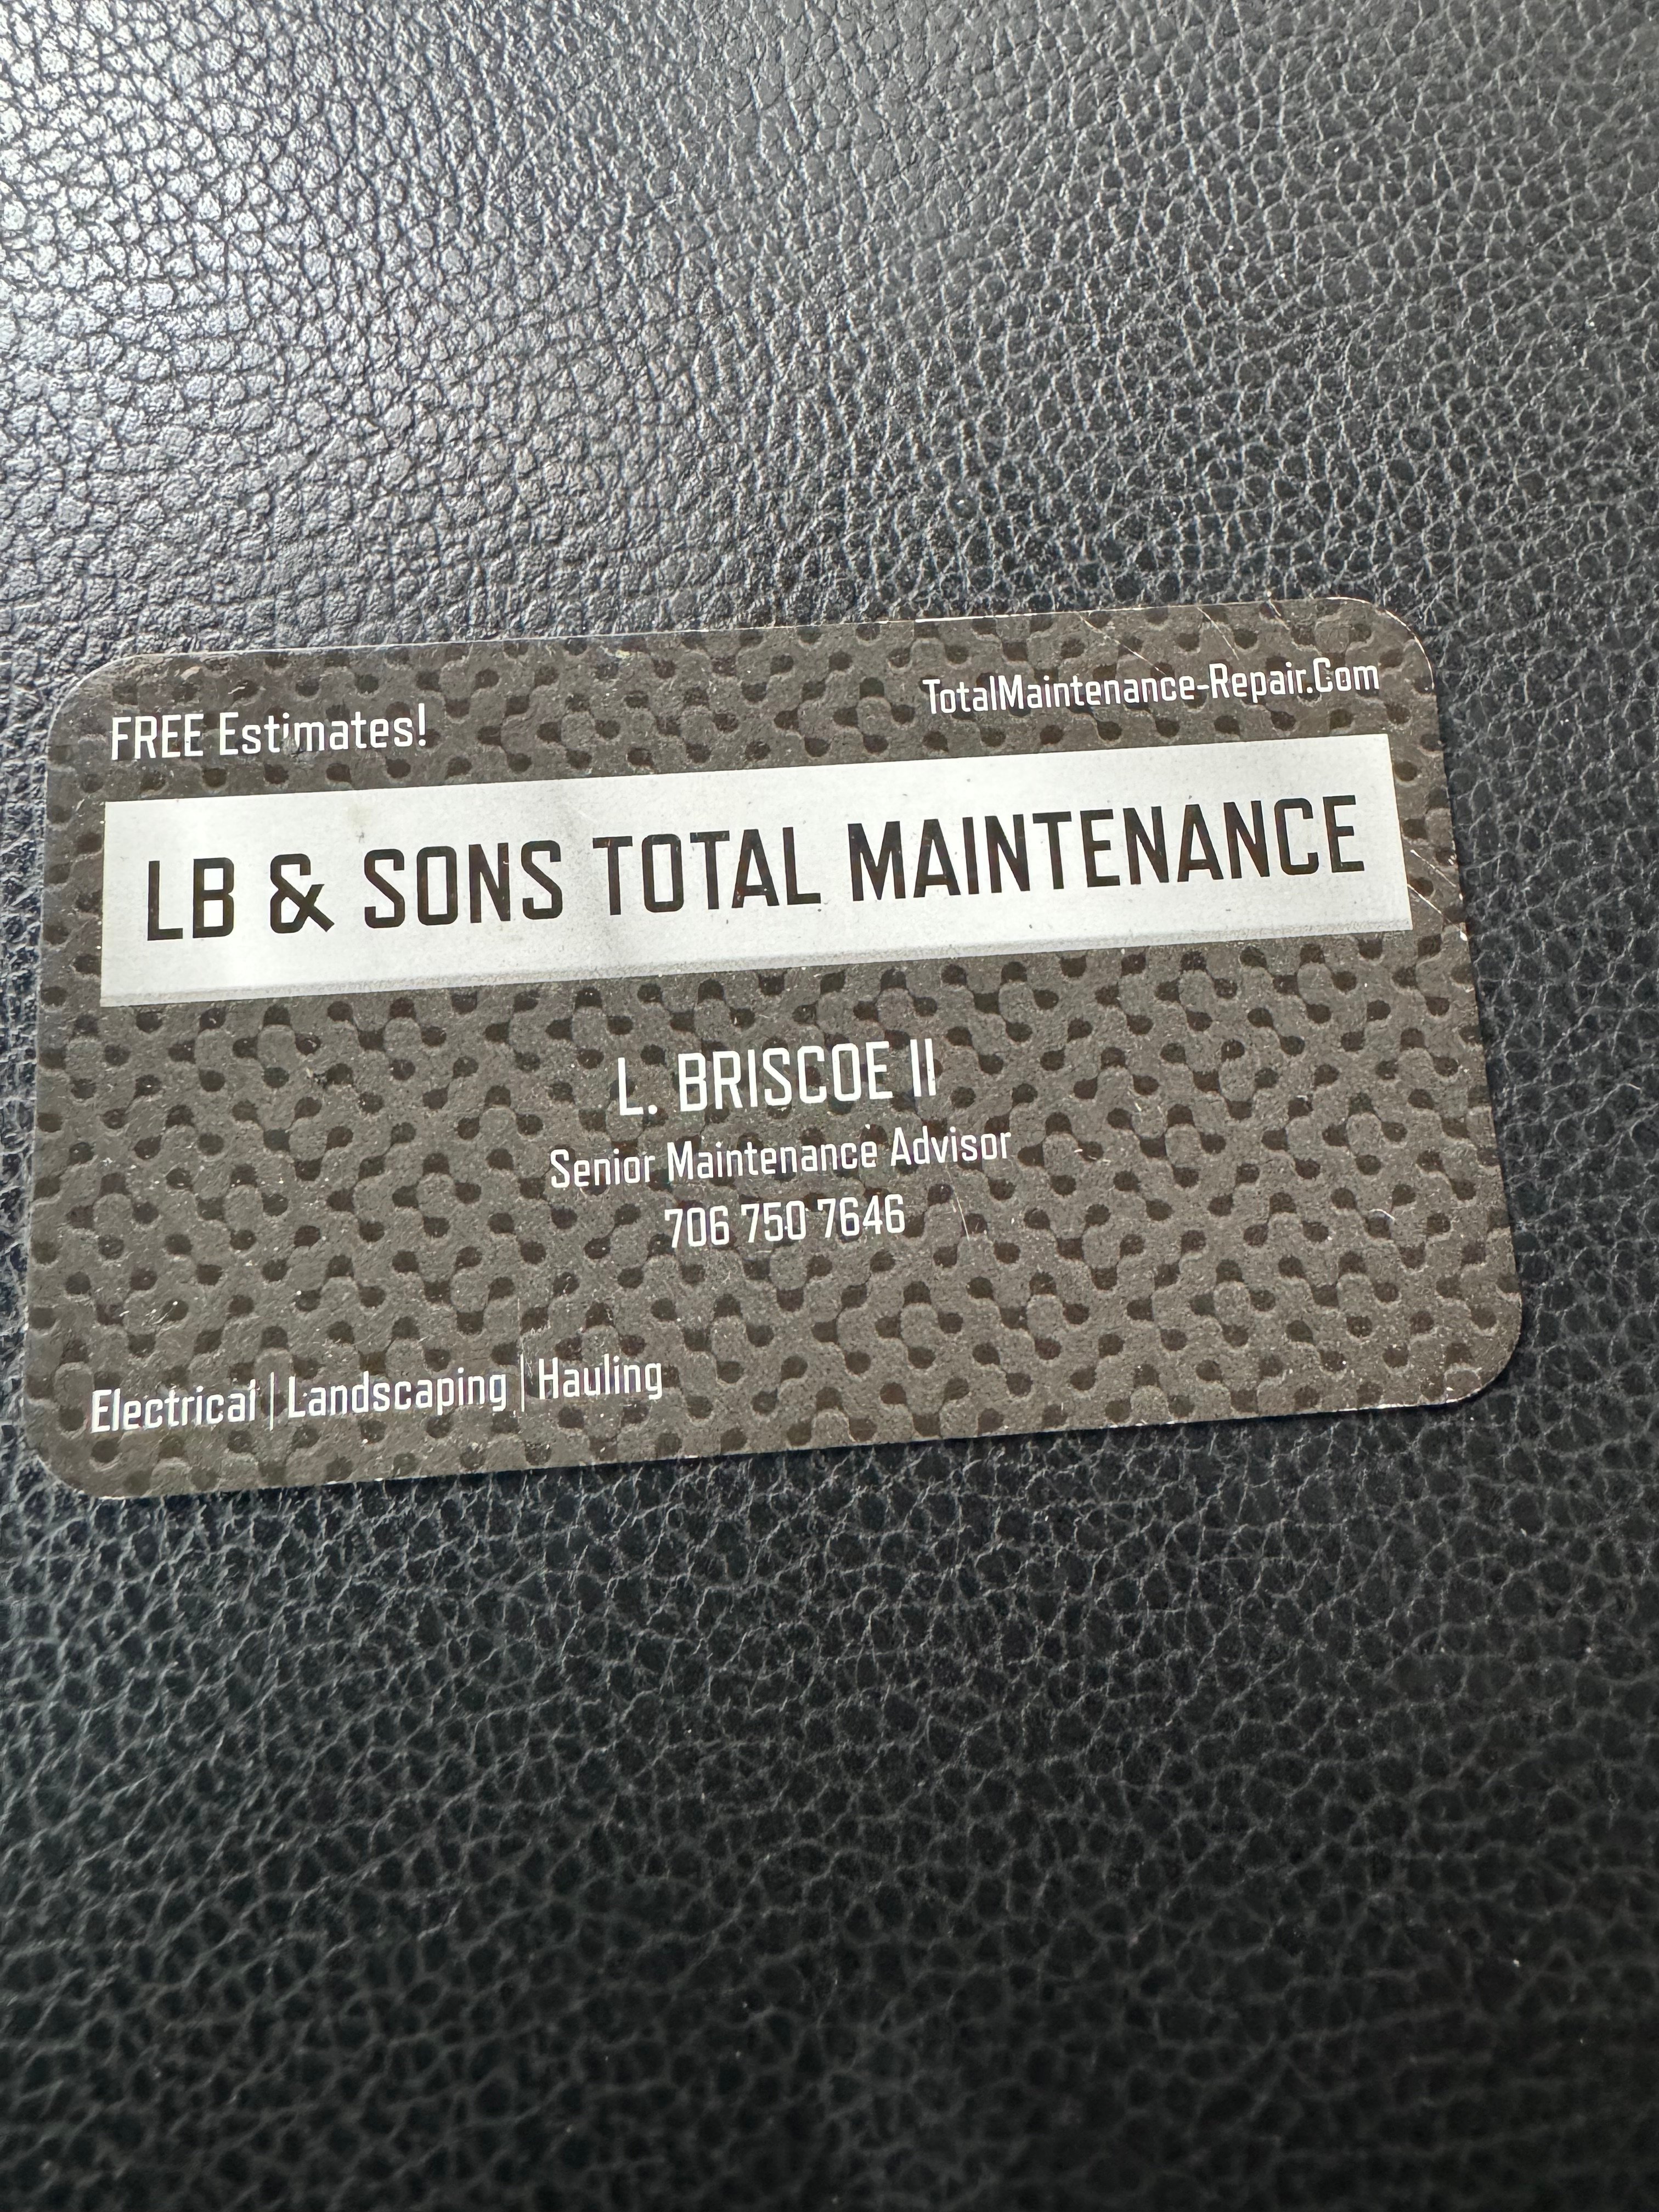 FREE Estimates!
TotalMaintenance-Repair.Com
LB & SONS TOTAL MAINTENANCE
L. BRISCOE II
Senior Maintenance Advisor
706 750 7646
Electrical | Landscaping | Hauling